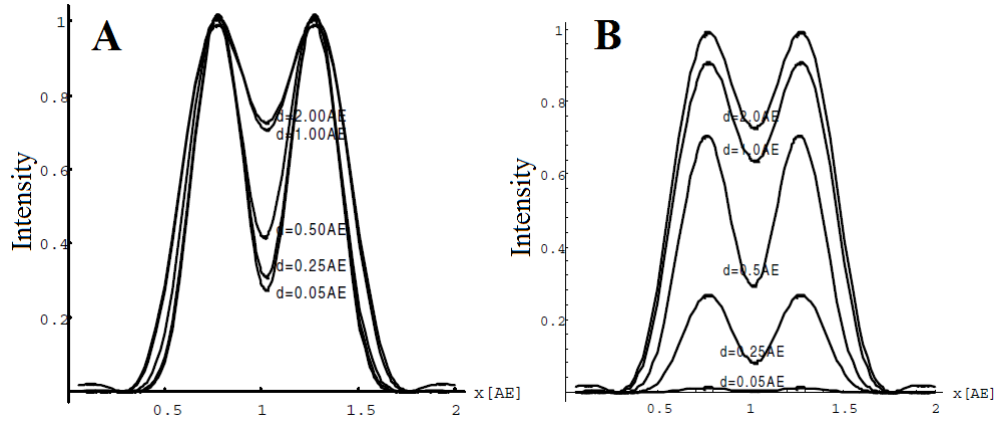 A
Intensity
1
0.8
0.6
0.4
0.2
d=2.00AE
d=1.00AE
d=0.50AE
d=0.25AE
d=0.05AE
0.5
1
1.5
2
x[AE]
B
Intensity
1
0.8
0.6
0.4
0.2
d=2.0AE
d=1.0AE
d=0.5AE
d=0.25AE
d=0.05AE
0.5
1
1.5
2
x[AE]